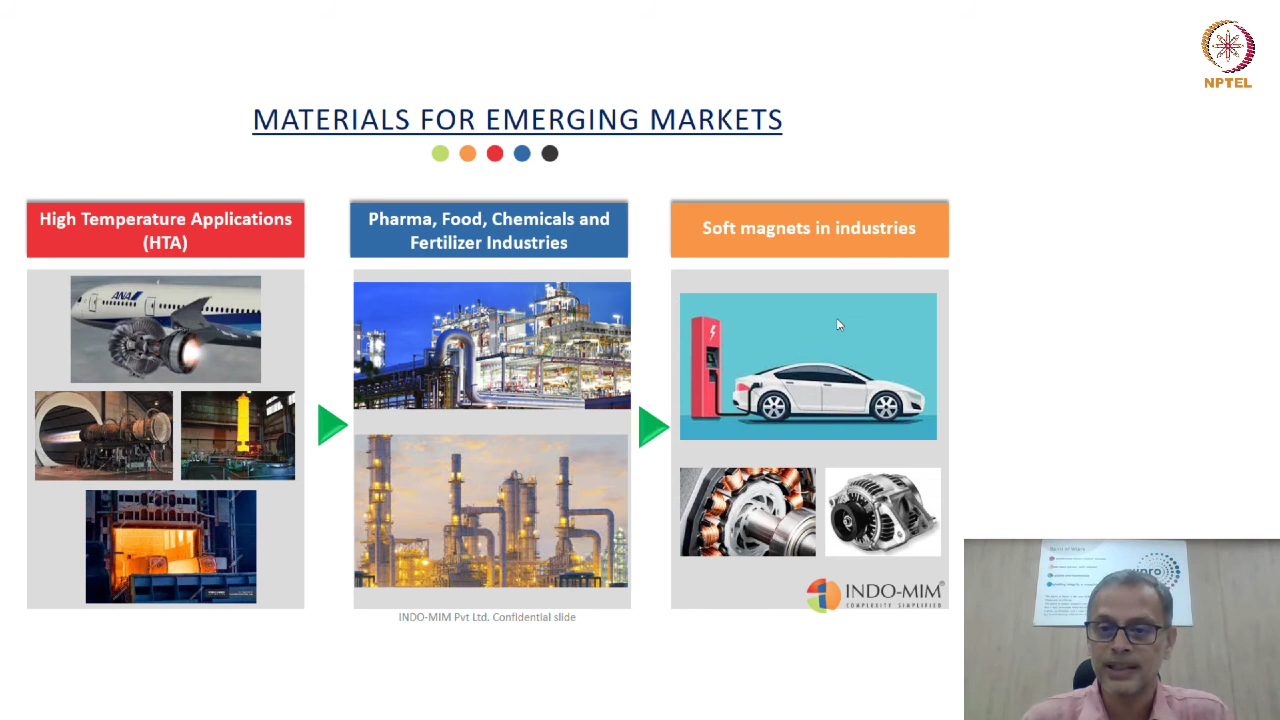 NPTEL
MATERIALS FOR EMERGING MARKETS
High Temperature Applications
(HTA)
Pharma, Food, Chemicals and
Fertilizer Industries
Soft magnets in industries
ANA
INDO-MIM®
COMPLEXITY SIMPLIFIED
INDO-MIM Pvt Ltd. Confidential slide